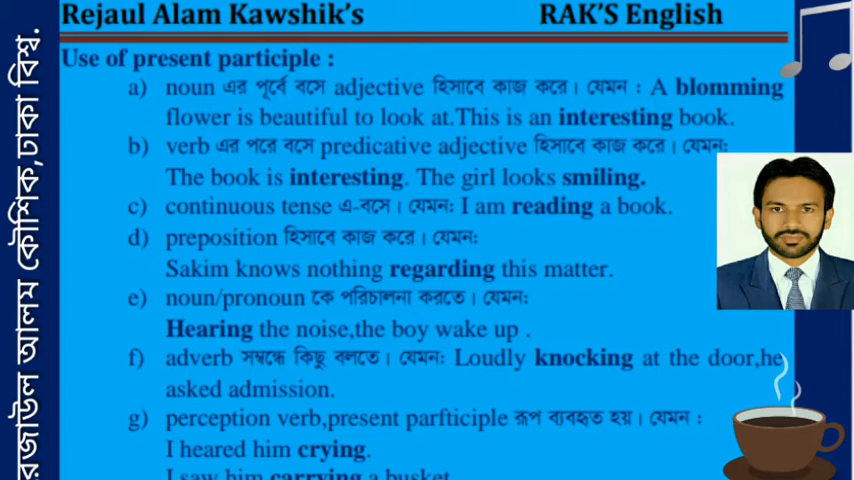 Rejaul Alam Kawshik’s RAK’S English
Use of present participle :
a) noun এর পূর্বে বসে adjective হিসাবে কাজ করে। যেমন : A blomming
flower is beautiful to look at.This is an interesting book.
b) verb এর পরে বসে predicative adjective হিসাবে কাজ করে। যেমন:
The book is interesting. The girl looks smiling.
c) continuous tense এ-বসে। যেমন: I am reading a book.
d) preposition হিসাবে কাজ করে। যেমন:
Sakim knows nothing regarding this matter.
e) noun/pronoun কে পরিচালনা করতে। যেমন:
Hearing the noise,the boy wake up .
f) adverb সম্বন্ধে কিছু বলতে। যেমন: Loudly knocking at the door,he
asked admission.
g) perception verb,present parfticiple রূপ ব্যবহৃত হয়। যেমন :
I heared him crying.
I saw him carrying a busket
রেজাউল আলম কৌশিক,ঢাকা বিশ্ব.